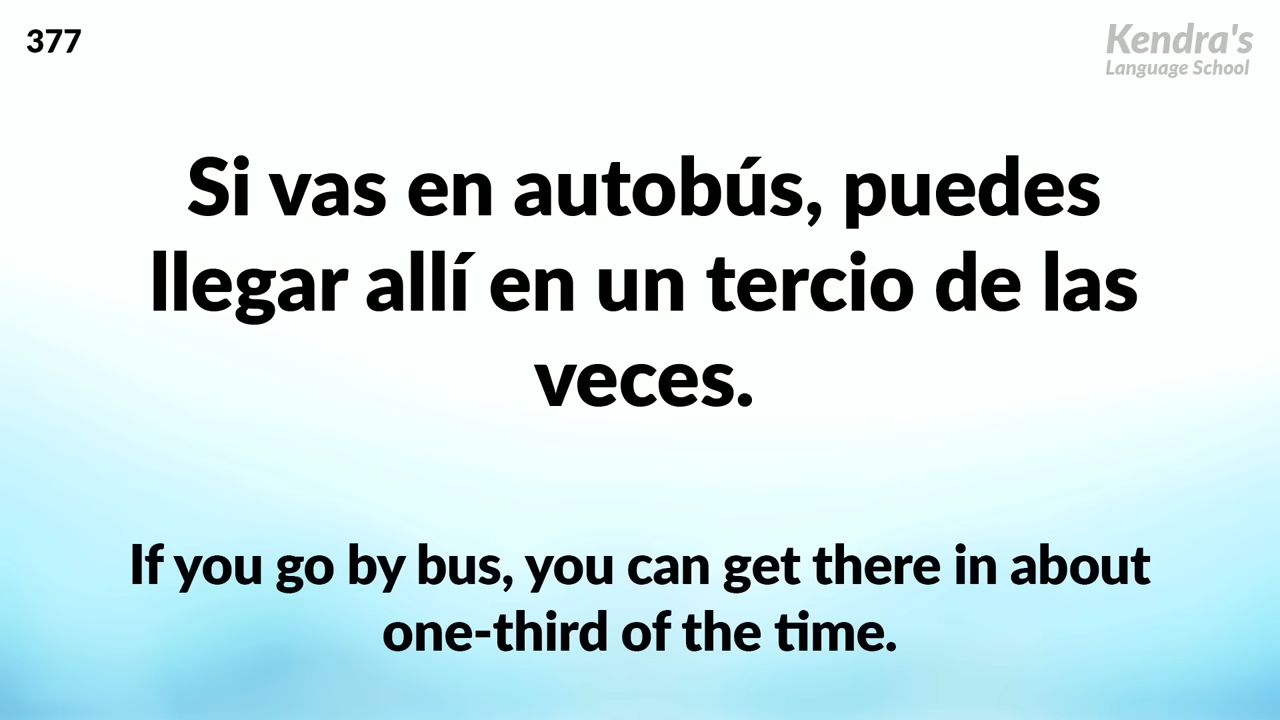 377
Kendra's
Language School
Si vas en autobús, puedes
llegar allí en un tercio de las
veces.
If you go by bus, you can get there in about
one-third of the time.